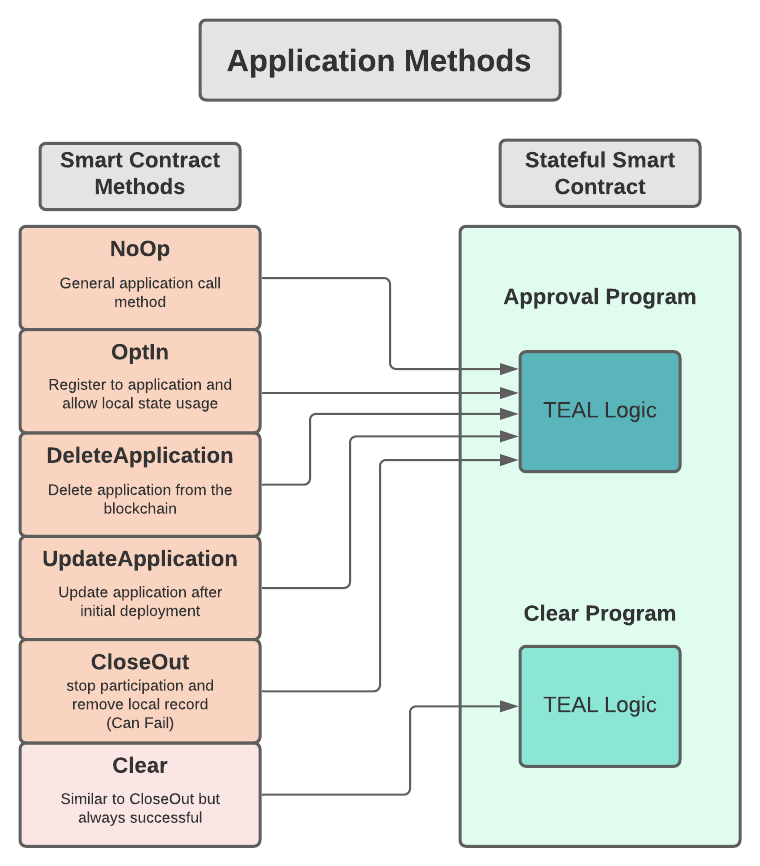 Application Methods
Smart Contract
Methods
Stateful Smart
Contract
NoOp
General application call
method
OptIn
Register to application and
allow local state usage
DeleteApplication
Delete application from the
blockchain
UpdateApplication
Update application after
initial deployment
CloseOut
stop participation and
remove local record
(Can Fail)
Clear
Similar to CloseOut but
always successful
Approval Program
TEAL Logic
Clear Program
TEAL Logic